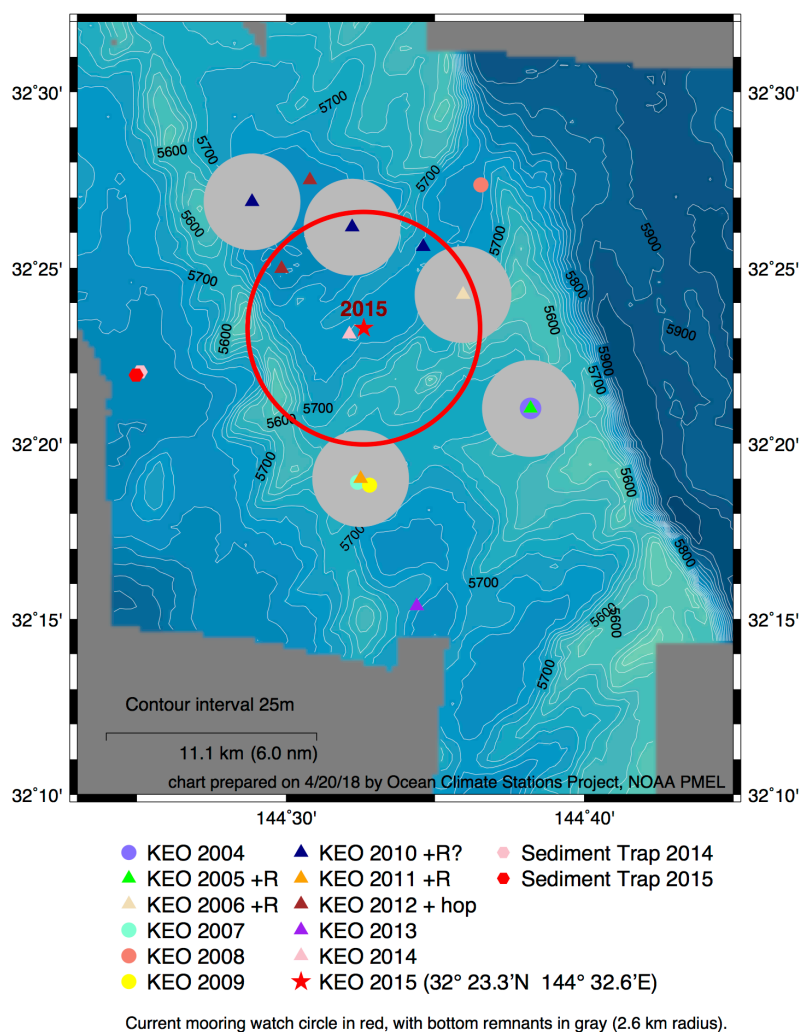 5700
5600
5700
5700
5900
5600
5700
5700
5800
5900
5600
2015
5600
5900
5700
5700
5600
5700
5600
5700
5800
5700
5600
5600
5700
32°30'
32°30'
32°25'
32°25'
32°20'
32°20'
32°15'
32°15'
32°10'
32°10'
Contour interval 25m
11.1 km (6.0 nm)
chart prepared on 4/20/18 by Ocean Climate Stations Project, NOAA PMEL
144°30'
144°40'
KEO 2004
KEO 2005 +R
KEO 2006 +R
KEO 2007
KEO 2008
KEO 2009
KEO 2010 +R?
KEO 2011 +R
KEO 2012 + hop
KEO 2013
KEO 2014
KEO 2015 (32° 23.3'N  144° 32.6'E)
Sediment Trap 2014
Sediment Trap 2015
Current mooring watch circle in red, with bottom remnants in gray (2.6 km radius).